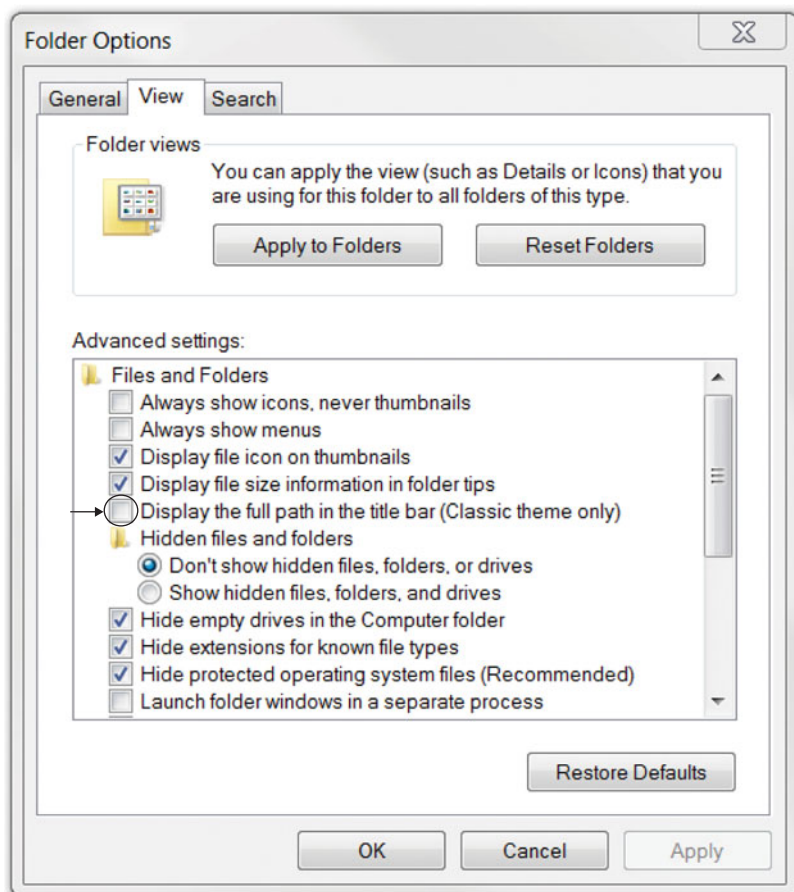 Folder Options
General View Search
Folder views
You can apply the view (such as Details or Icons) that you
are using for this folder to all folders of this type.
Apply to Folders Reset Folders
Advanced settings:
Files and Folders
Always show icons, never thumbnails
Always show menus
Display file icon on thumbnails
Display file size information in folder tips
Display the full path in the title bar (Classic theme only)
Hidden files and folders
Don't show hidden files, folders, or drives
Show hidden files, folders, and drives
Hide empty drives in the Computer folder
Hide extensions for known file types
Hide protected operating system files (Recommended)
Launch folder windows in a separate process
Restore Defaults
OK Cancel Apply